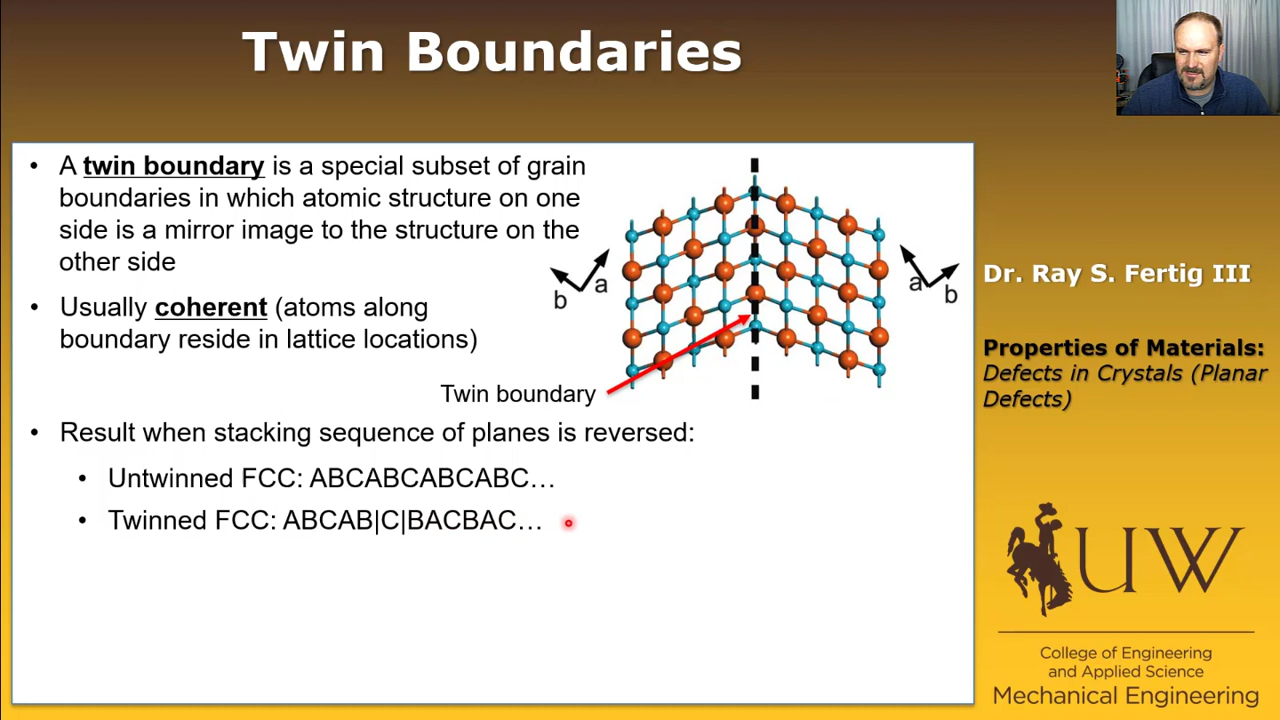 Twin Boundaries
• A twin boundary is a special subset of grain
boundaries in which atomic structure on one
side is a mirror image to the structure on the
other side
• Usually coherent (atoms along
boundary reside in lattice locations)
b a
a b
Twin boundary
• Result when stacking sequence of planes is reversed:
• Untwinned FCC: ABCABCABCABC…
• Twinned FCC: ABCAB|C|BACBAC…
Dr. Ray S. Fertig III
Properties of Materials:
Defects in Crystals (Planar
Defects)
UW
College of Engineering
and Applied Science
Mechanical Engineering